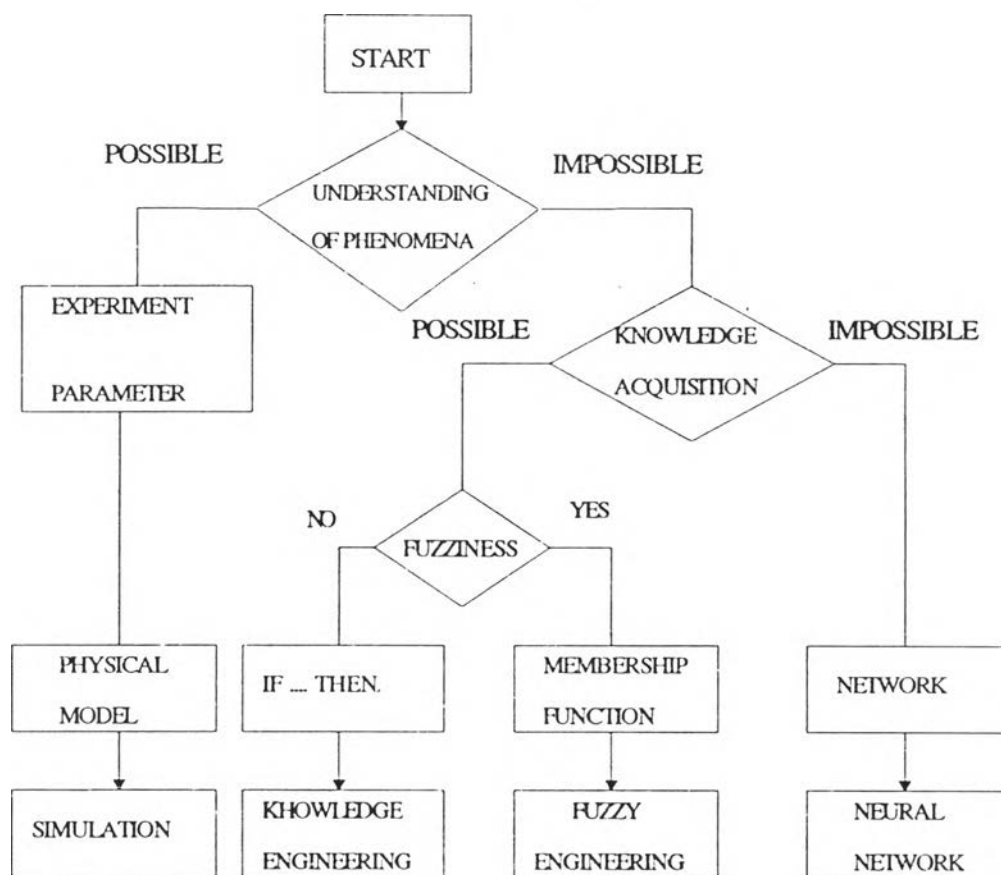 START
POSSIBLE
IMPOSSIBLE
UNDERSTANDING
OF PHENOMENA
EXPERIMENT
PARAMETER
POSSIBLE
IMPOSSIBLE
KNOWLEDGE
ACQUISITION
NO
YES
FUZZINESS
PHYSICAL
MODEL
IF .... THEN.
MEMBERSHIP
FUNCTION
NETWORK
SIMULATION
KHOWLEDGE
ENGINEERING
FUZZY
ENGINEERING
NEURAL
NETWORK